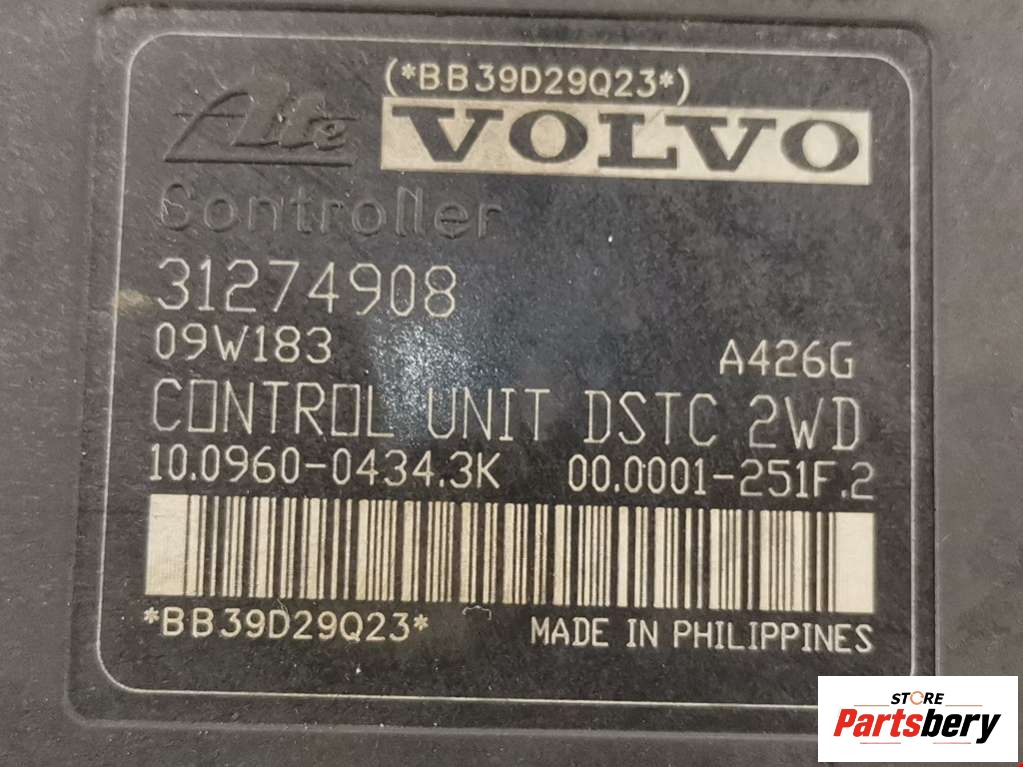 (*BB39D29Q23*)
Ate VOLVO
Controller
31274908
09W183 A426G
CONTROL UNIT DSTC 2WD
10.0960-0434.3K 00.0001-251F.2
*BB39D29Q23* MADE IN PHILIPPINES
STORE
Partsbery